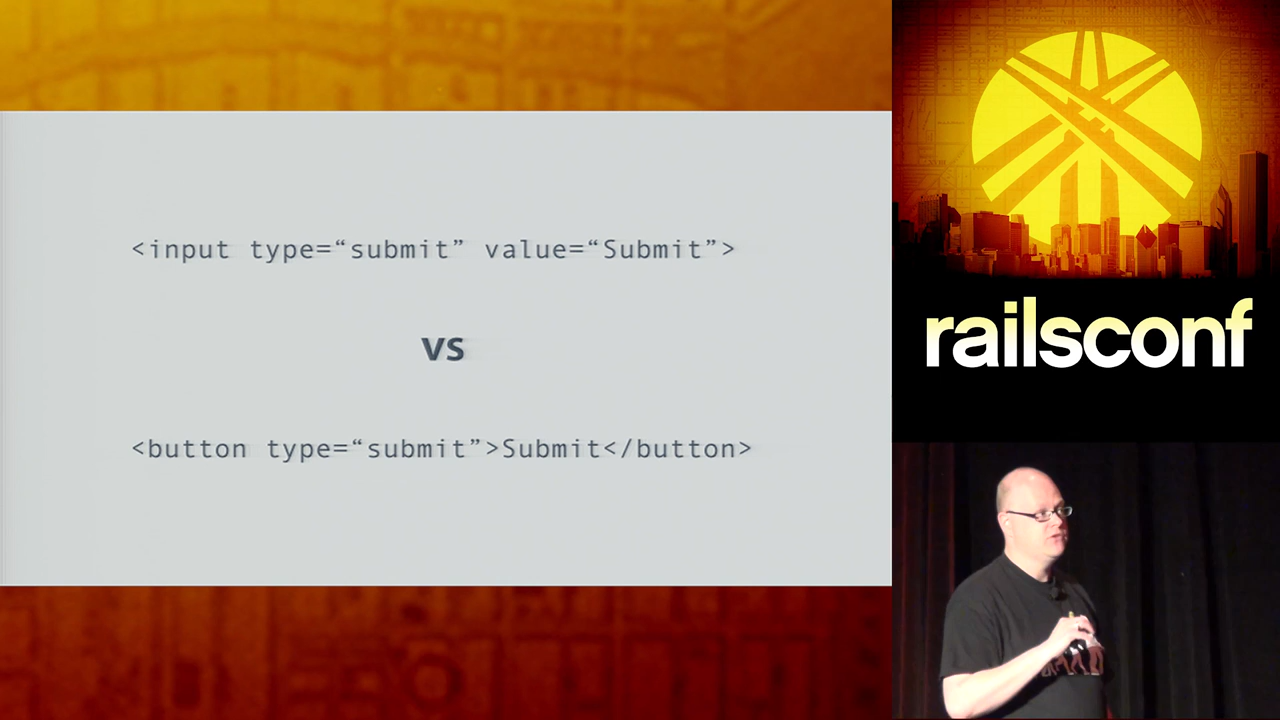 <input type=“submit” value=“Submit”>
vs
<button type=“submit”>Submit</button>
railsconf